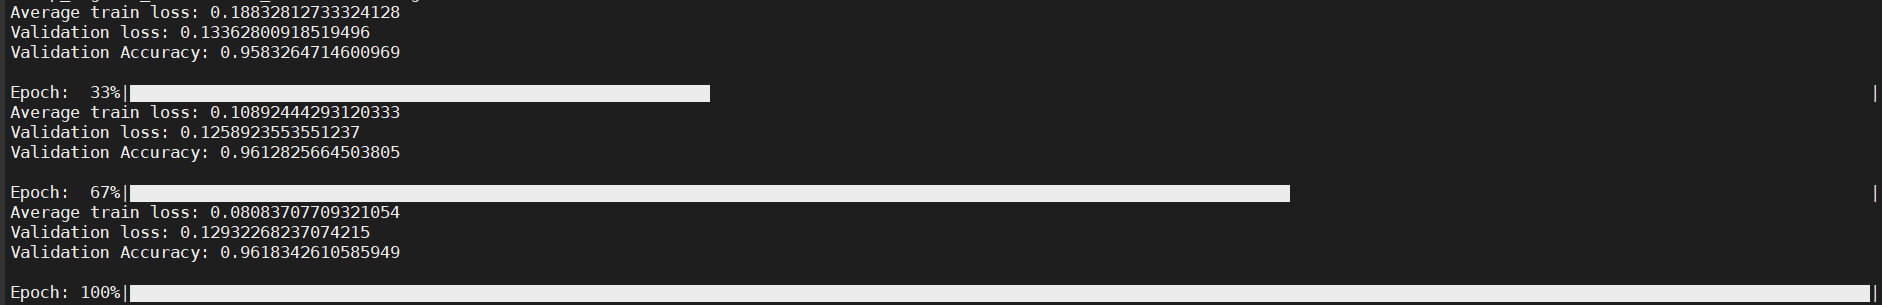 Average train loss: 0.18832812733324128
Validation loss: 0.13362800918519496
Validation Accuracy: 0.9583264714600969
Epoch:  33%| |
Average train loss: 0.10892444293120333
Validation loss: 0.1258923553551237
Validation Accuracy: 0.9612825664503805
Epoch:  67%| |
Average train loss: 0.08083707709321054
Validation loss: 0.12932268237074215
Validation Accuracy: 0.9618342610585949
Epoch: 100%| |